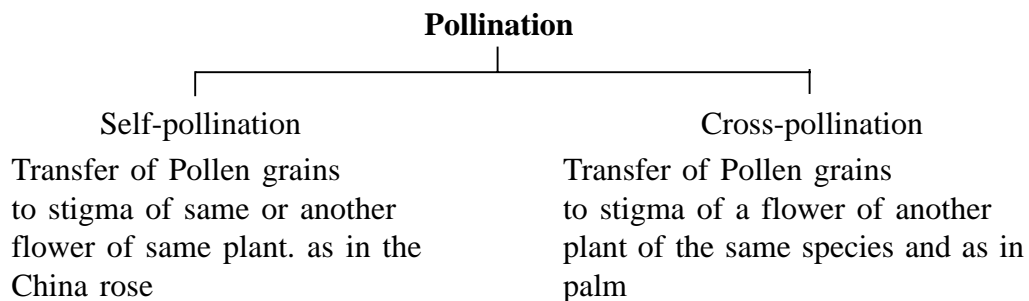 Pollination
Self-pollination
Transfer of Pollen grains
to stigma of same or another
flower of same plant. as in the
China rose
Cross-pollination
Transfer of Pollen grains
to stigma of a flower of another
plant of the same species and as in
palm